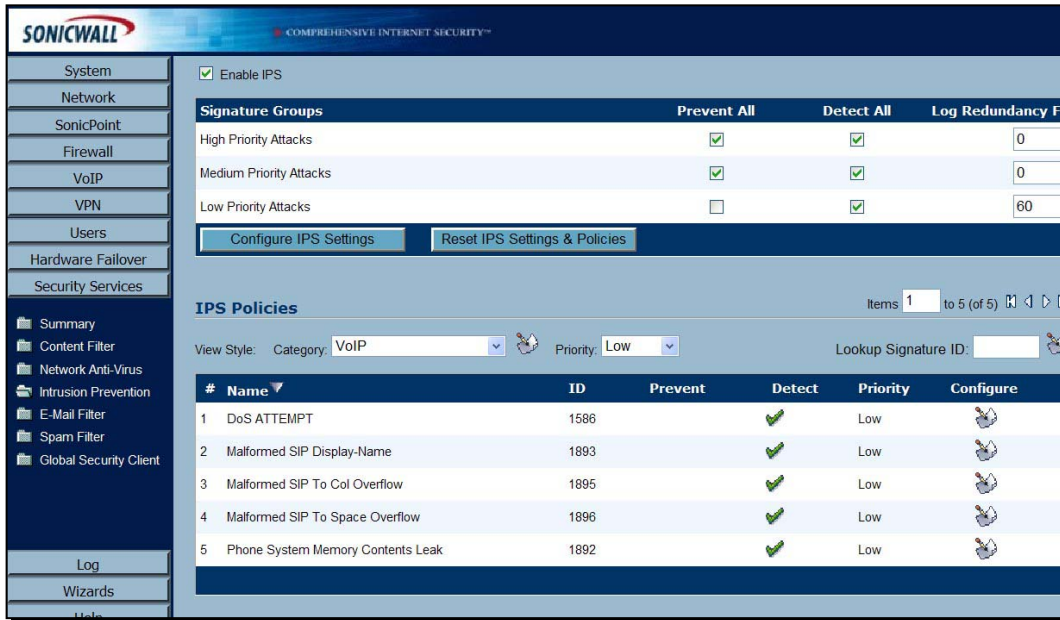 SONICWALL
COMPREHENSIVE INTERNET SECURITY™
System
Network
SonicPoint
Firewall
VoIP
VPN
Users
Hardware Failover
Security Services
Summary
Content Filter
Network Anti-Virus
Intrusion Prevention
E-Mail Filter
Spam Filter
Global Security Client
Log
Wizards
Help
Enable IPS
Signature Groups Prevent All Detect All Log Redundancy F
High Priority Attacks 0
Medium Priority Attacks 0
Low Priority Attacks 60
Configure IPS Settings Reset IPS Settings & Policies
IPS Policies Items 1 to 5 (of 5)
View Style: Category: VoIP Priority: Low Lookup Signature ID:
# Name ID Prevent Detect Priority Configure
1 DoS ATTEMPT 1586 Low
2 Malformed SIP Display-Name 1893 Low
3 Malformed SIP To Col Overflow 1895 Low
4 Malformed SIP To Space Overflow 1896 Low
5 Phone System Memory Contents Leak 1892 Low